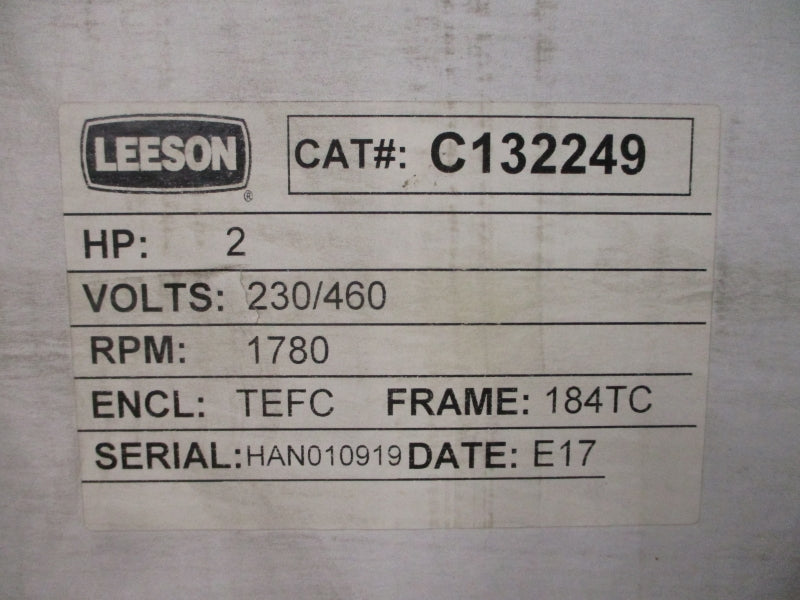 LEESON® CAT#: C132249
HP: 2
VOLTS: 230/460
RPM: 1780
ENCL: TEFC FRAME: 184TC
SERIAL: HAN010919 DATE: E17